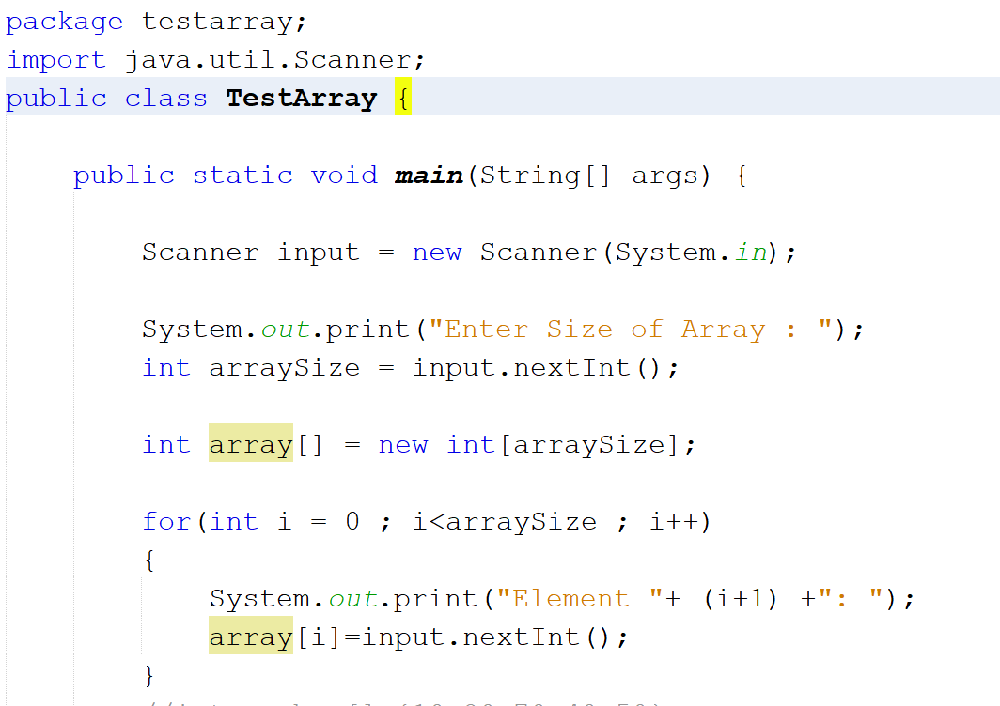 package testarray;
import java.util.Scanner;
public class TestArray {
public static void main(String[] args) {
Scanner input = new Scanner(System.in);
System.out.print("Enter Size of Array : ");
int arraySize = input.nextInt();
int array[] = new int[arraySize];
for(int i = 0 ; i<arraySize ; i++)
{
System.out.print("Element "+ (i+1) +": ");
array[i]=input.nextInt();
}